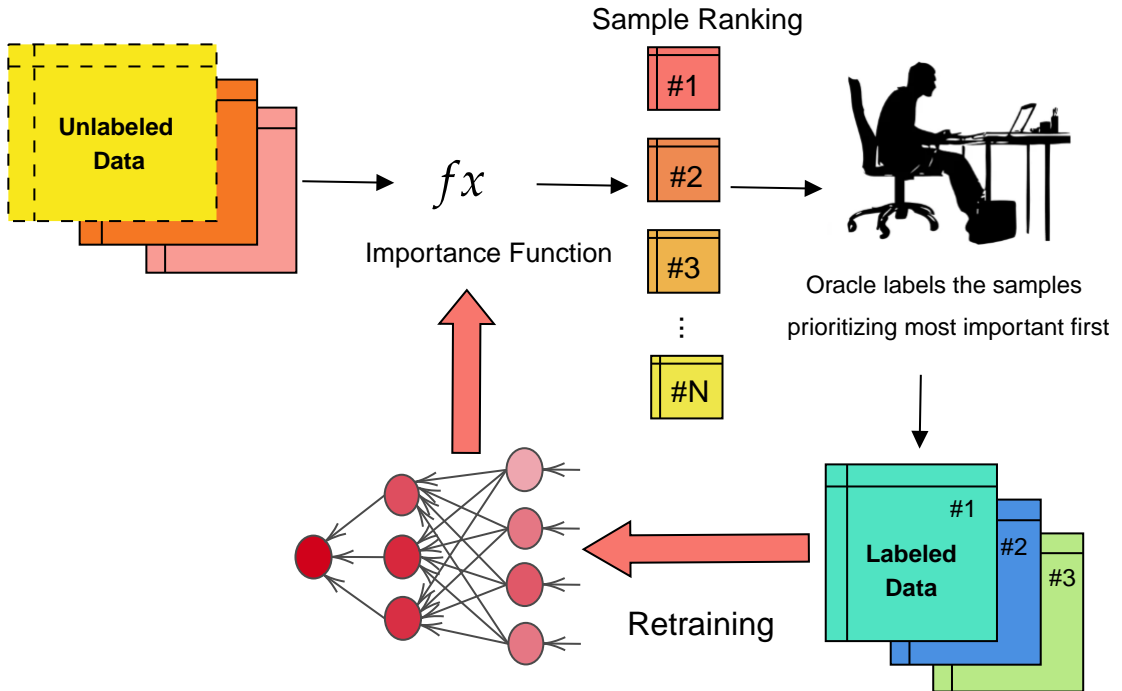 Sample Ranking
Unlabeled
Data
fx
Importance Function
#1
#2
#3
⋮
#N
Oracle labels the samples
prioritizing most important first
#1
Labeled
Data
#2
#3
Retraining